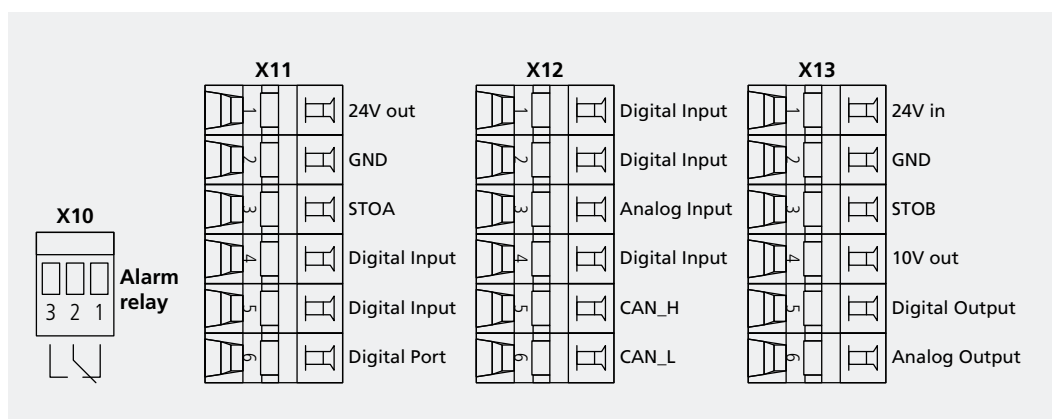 X11
1 24V out
2 GND
3 STOA
4 Digital Input
5 Digital Input
6 Digital Port
X12
1 Digital Input
2 Digital Input
3 Analog Input
4 Digital Input
5 CAN_H
6 CAN_L
X13
1 24V in
2 GND
3 STOB
4 10V out
5 Digital Output
6 Analog Output
X10
3 2 1
Alarm
relay